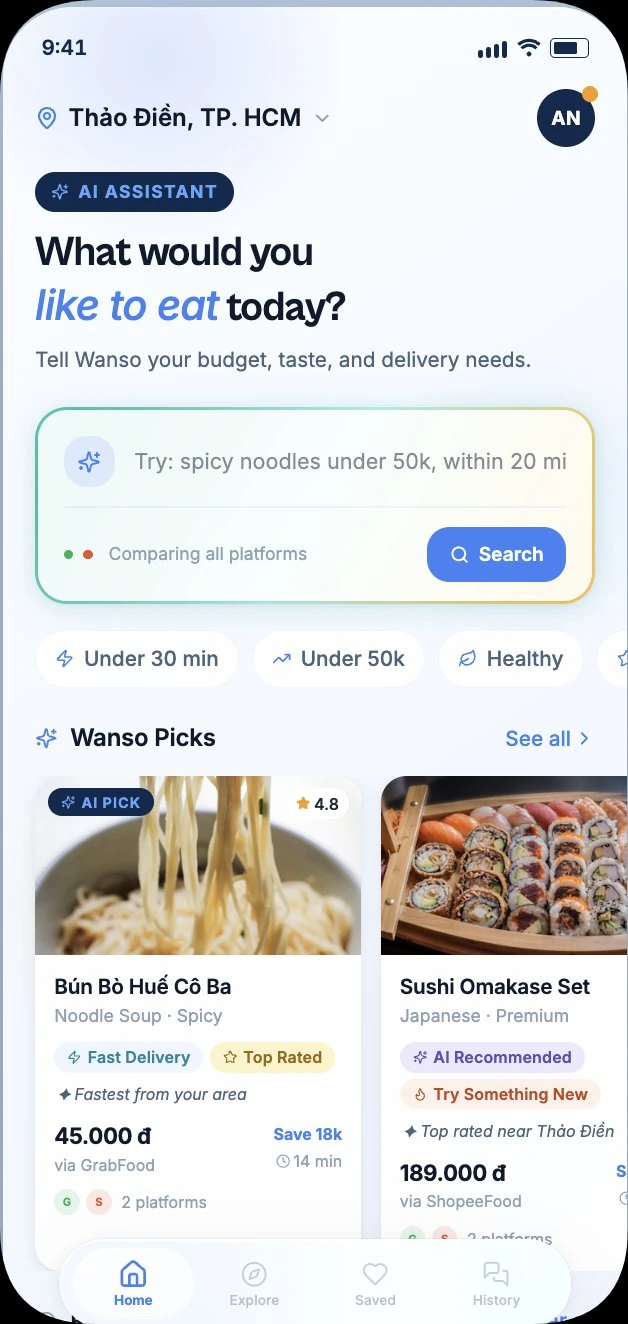 9:41
Thảo Điền, TP. HCM
AN
AI ASSISTANT
What would you
like to eat today?
Tell Wanso your budget, taste, and delivery needs.
Try: spicy noodles under 50k, within 20 mi
Comparing all platforms
Search
Under 30 min
Under 50k
Healthy
Wanso Picks
See all
AI PICK
4.8
Bún Bò Huế Cô Ba
Noodle Soup · Spicy
Fast Delivery
Top Rated
Fastest from your area
45.000 đ
Save 18k
via GrabFood
14 min
G
S
2 platforms
Sushi Omakase Set
Japanese · Premium
AI Recommended
Try Something New
Top rated near Thảo Điền
189.000 đ
S
via ShopeeFood
G
S
2 platforms
Home
Explore
Saved
History